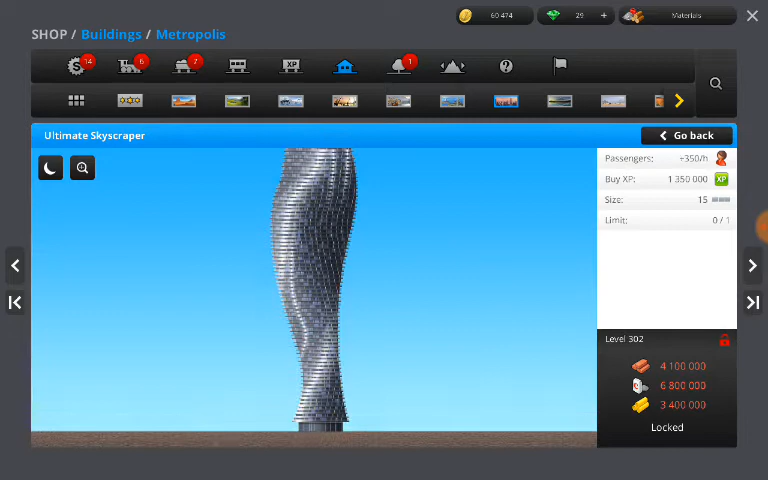 60 474
29 +
Materials
SHOP / Buildings / Metropolis
14
6
7
XP
1
Ultimate Skyscraper
Go back
Passengers: +350/h
Buy XP: 1 350 000 XP
Size: 15
Limit: 0 / 1
Level 302
4 100 000
6 800 000
3 400 000
Locked